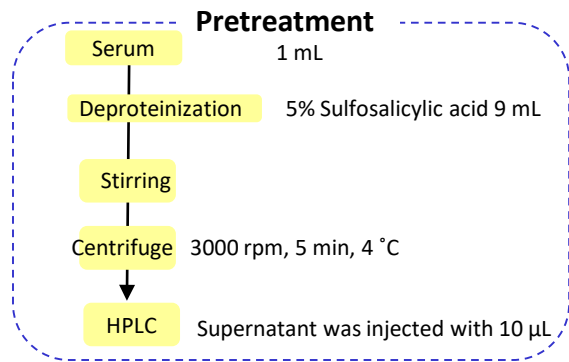 Pretreatment
Serum 1 mL
Deproteinization 5% Sulfosalicylic acid 9 mL
Stirring
Centrifuge 3000 rpm, 5 min, 4 ˚C
HPLC Supernatant was injected with 10 µL